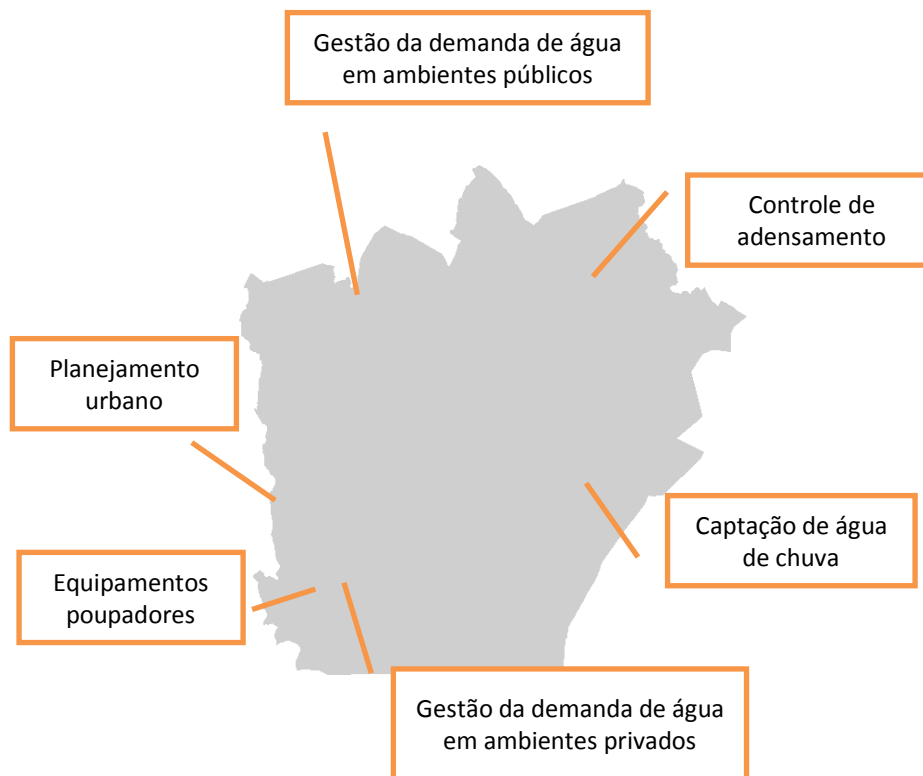 Gestão da demanda de água
em ambientes públicos
Controle de
adensamento
Planejamento
urbano
Captação de água
de chuva
Equipamentos
poupadores
Gestão da demanda de água
em ambientes privados